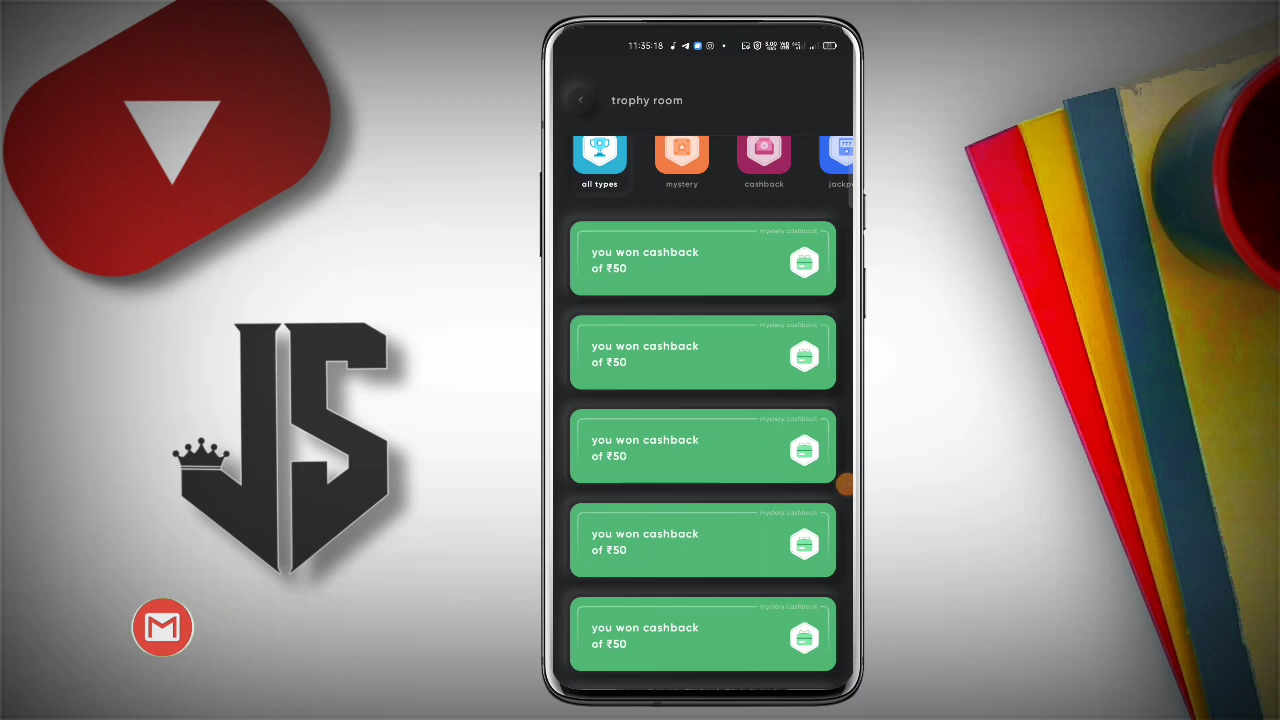 11:35:18
trophy room
all types
mystery
cashback
jackp
mystery cashback
you won cashback
of ₹50
mystery cashback
you won cashback
of ₹50
mystery cashback
you won cashback
of ₹50
mystery cashback
you won cashback
of ₹50
mystery cashback
you won cashback
of ₹50
JS